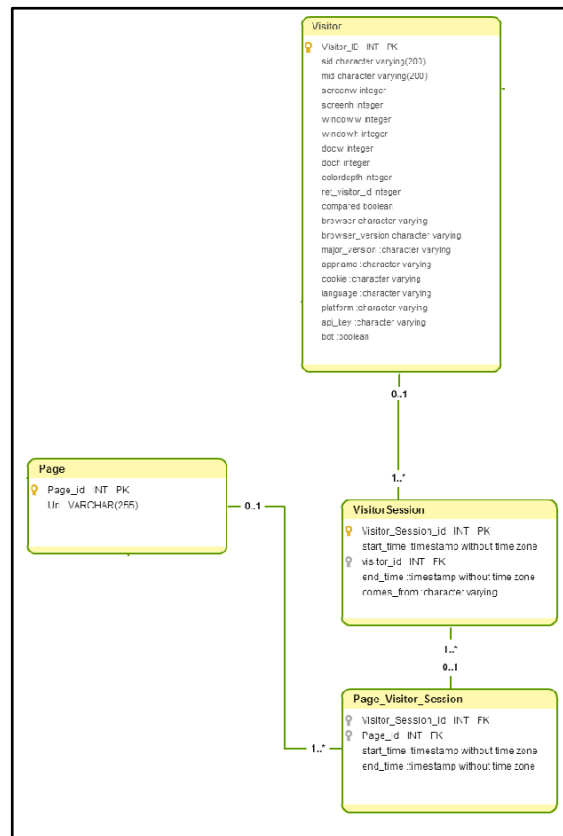 Visitor
Visitor_ID INT PK
sid character varying(200)
mid character varying(200)
screenw integer
screenh integer
windoww integer
windowh integer
docw integer
doch integer
colordepth integer
ret_visitor_id integer
compared boolean
browser character varying
browser_version character varying
major_version :character varying
appname :character varying
cookie :character varying
language :character varying
platform :character varying
api_key :character varying
bot :boolean
0..1
1..*
Page
Page_id INT PK
Url VARCHAR(255)
0..1
VisitorSession
Visitor_Session_id INT PK
start_time :timestamp without time zone
visitor_id INT FK
end_time :timestamp without time zone
comes_from :character varying
1..*
0..1
Page_Visitor_Session
Visitor_Session_id INT FK
Page_id INT FK
start_time :timestamp without time zone
end_time :timestamp without time zone
1..*